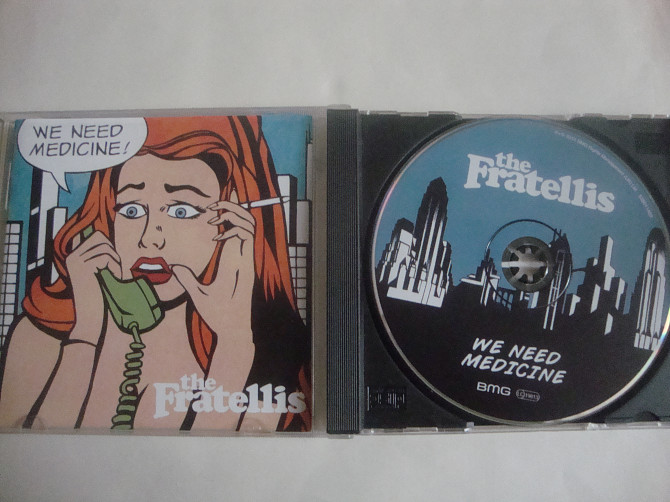 WE NEED
MEDICINE!
the
Fratellis
the
Fratellis
WE NEED
MEDICINE
BMG